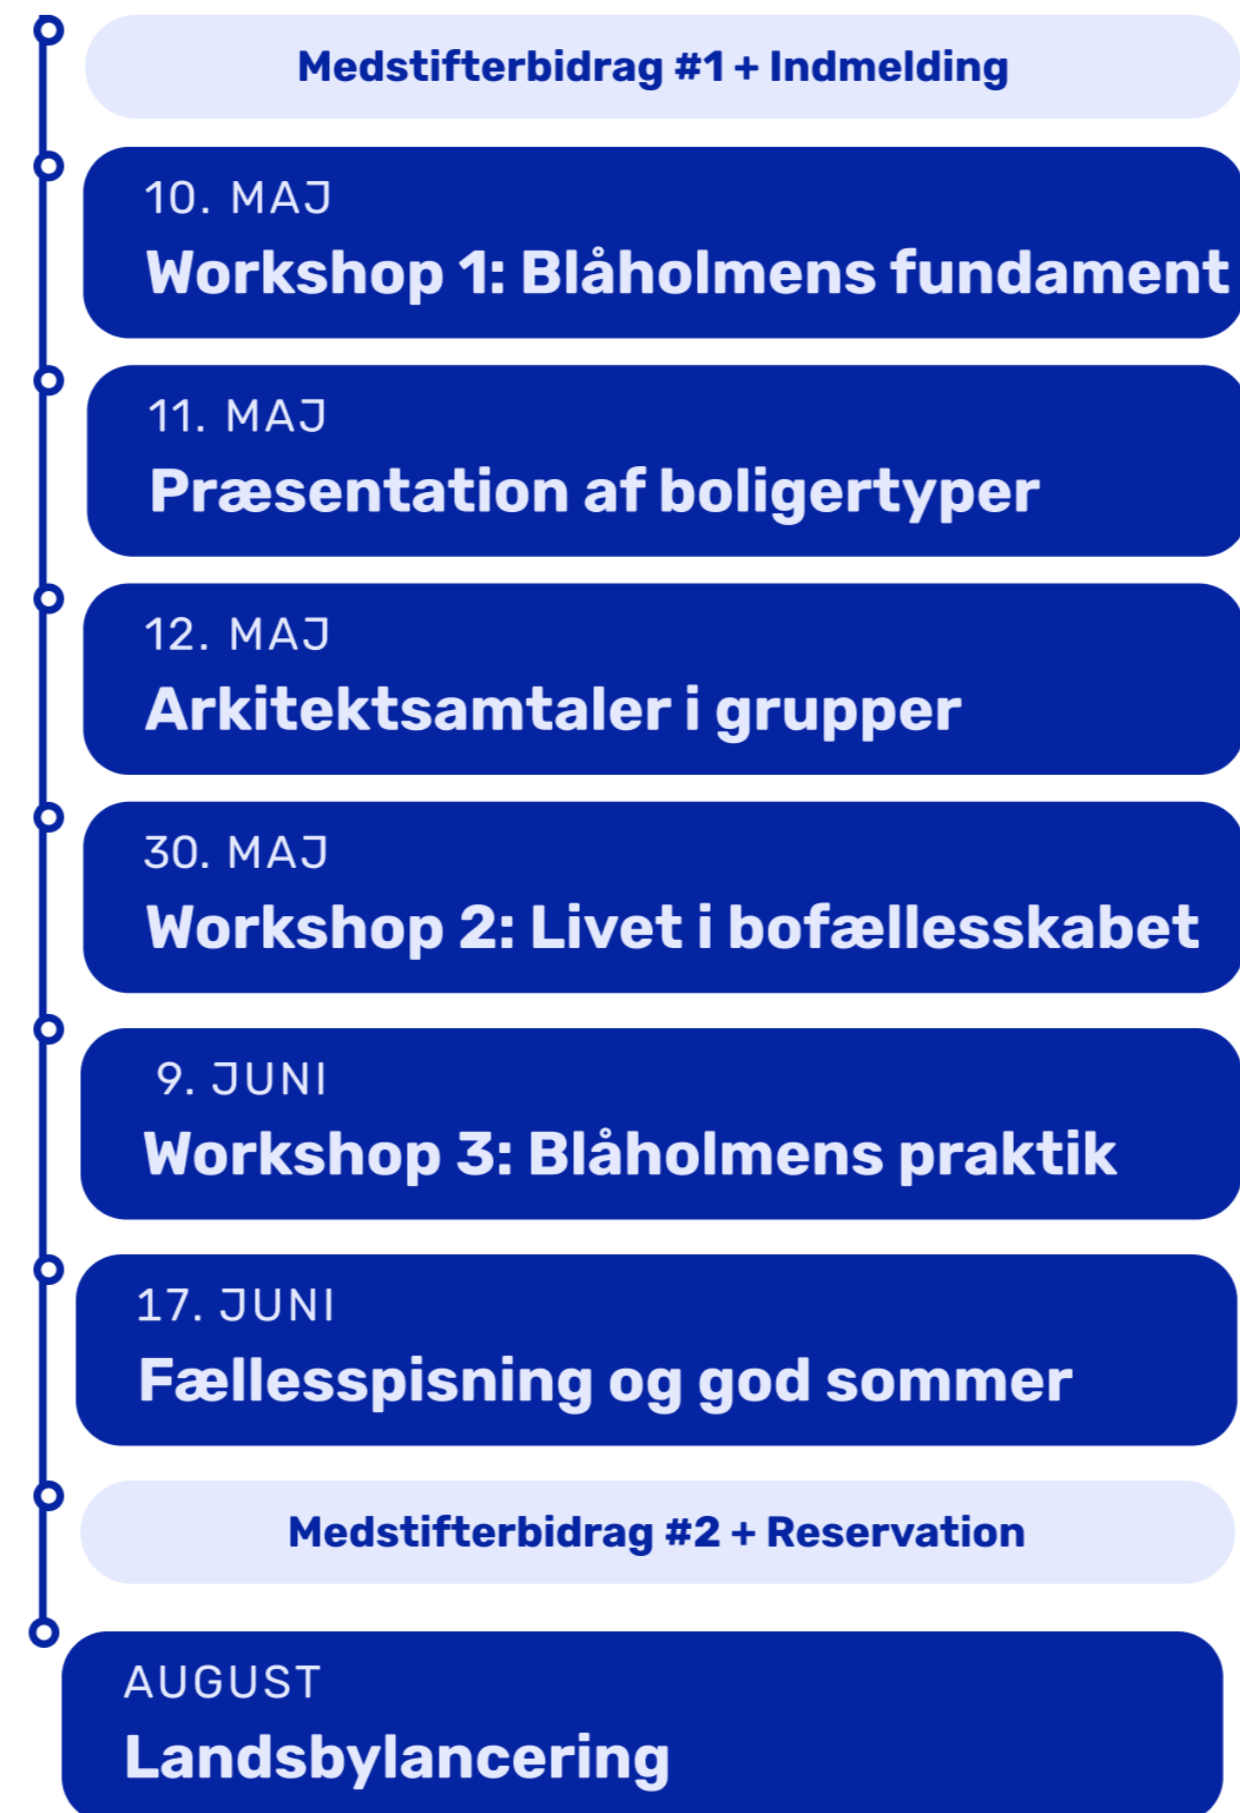 Medstifterbidrag #1 + Indmelding
10. MAJ
Workshop 1: Blåholmens fundament
11. MAJ
Præsentation af boligertyper
12. MAJ
Arkitektsamtaler i grupper
30. MAJ
Workshop 2: Livet i bofællesskabet
9. JUNI
Workshop 3: Blåholmens praktik
17. JUNI
Fællesspisning og god sommer
Medstifterbidrag #2 + Reservation
AUGUST
Landsbylancering